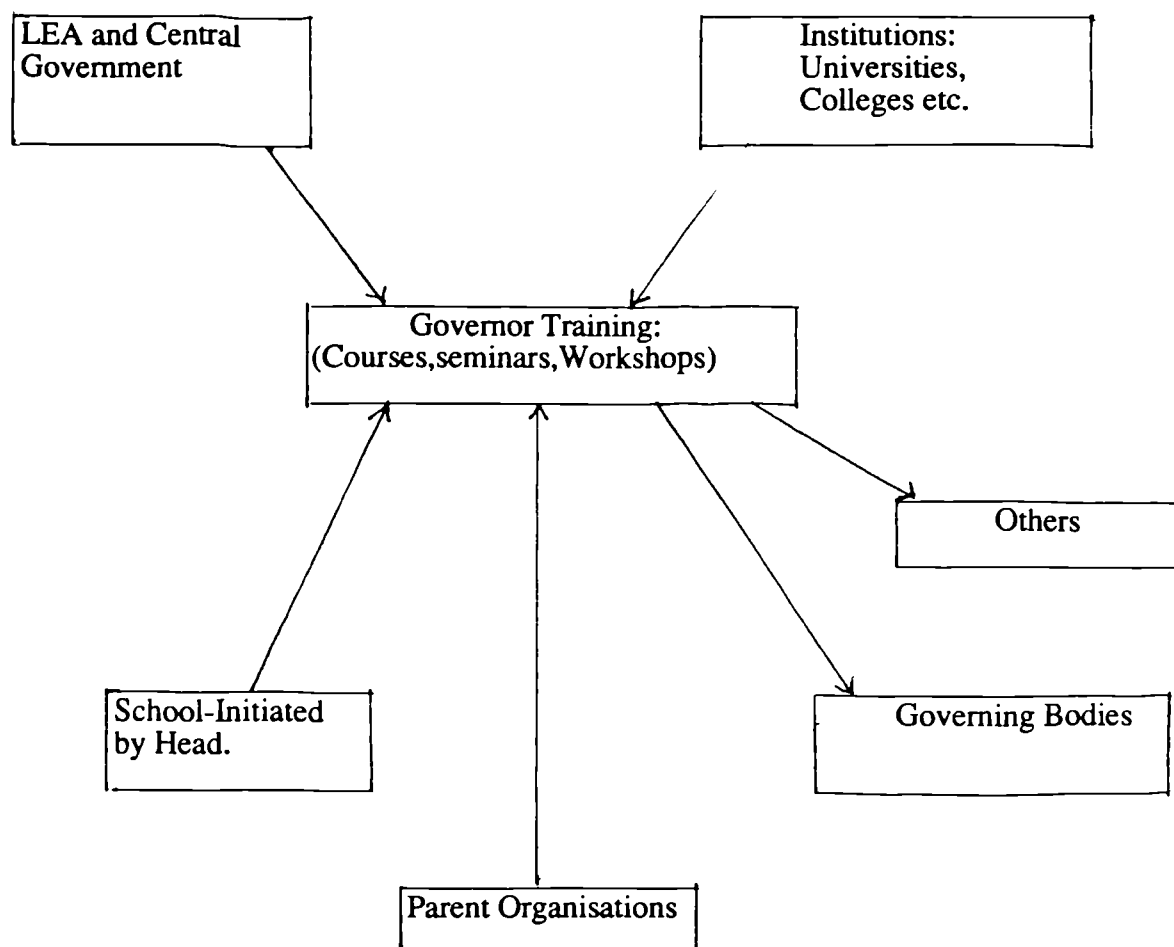 LEA and Central
Government
Institutions:
Universities,
Colleges etc.
Governor Training:
(Courses,seminars,Workshops)
Others
School-Initiated
by Head.
Governing Bodies
Parent Organisations